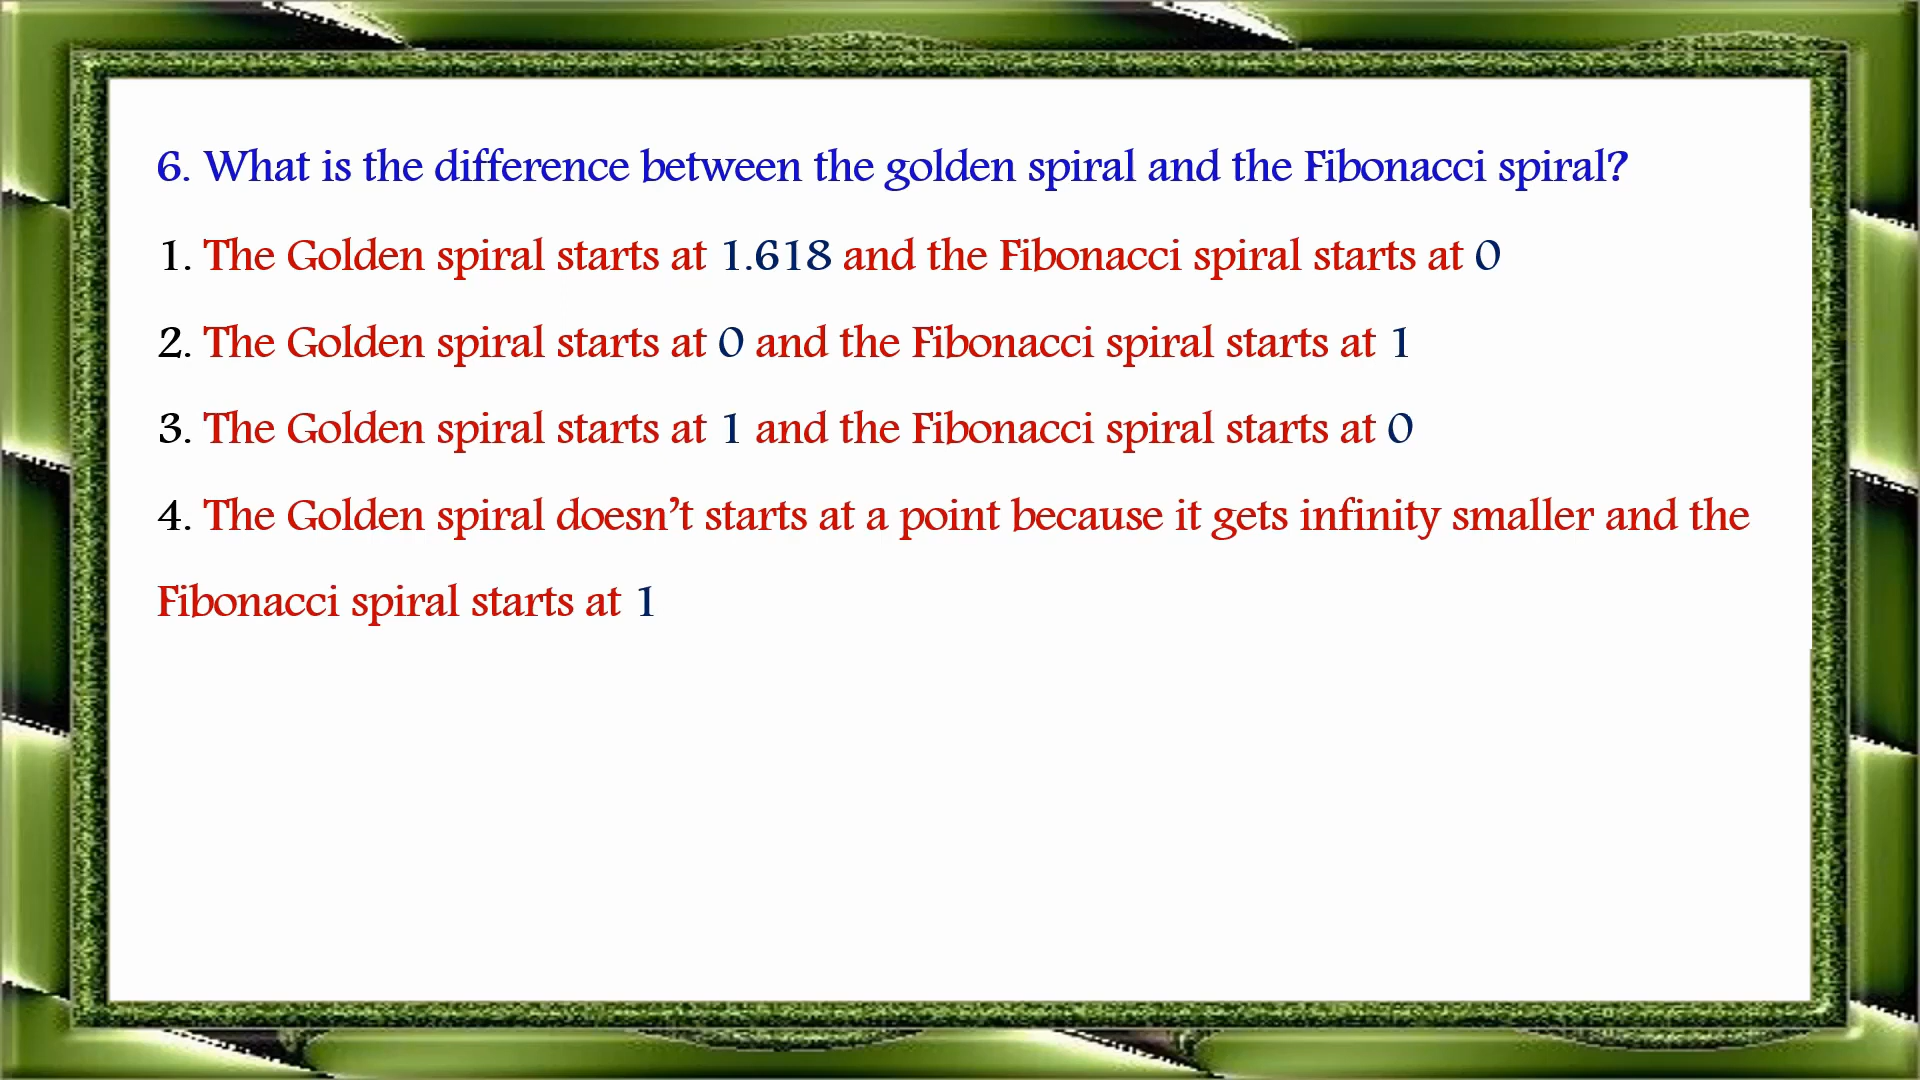 6. What is the difference between the golden spiral and the Fibonacci spiral?
1. The Golden spiral starts at 1.618 and the Fibonacci spiral starts at 0
2. The Golden spiral starts at 0 and the Fibonacci spiral starts at 1
3. The Golden spiral starts at 1 and the Fibonacci spiral starts at 0
4. The Golden spiral doesn’t starts at a point because it gets infinity smaller and the
Fibonacci spiral starts at 1